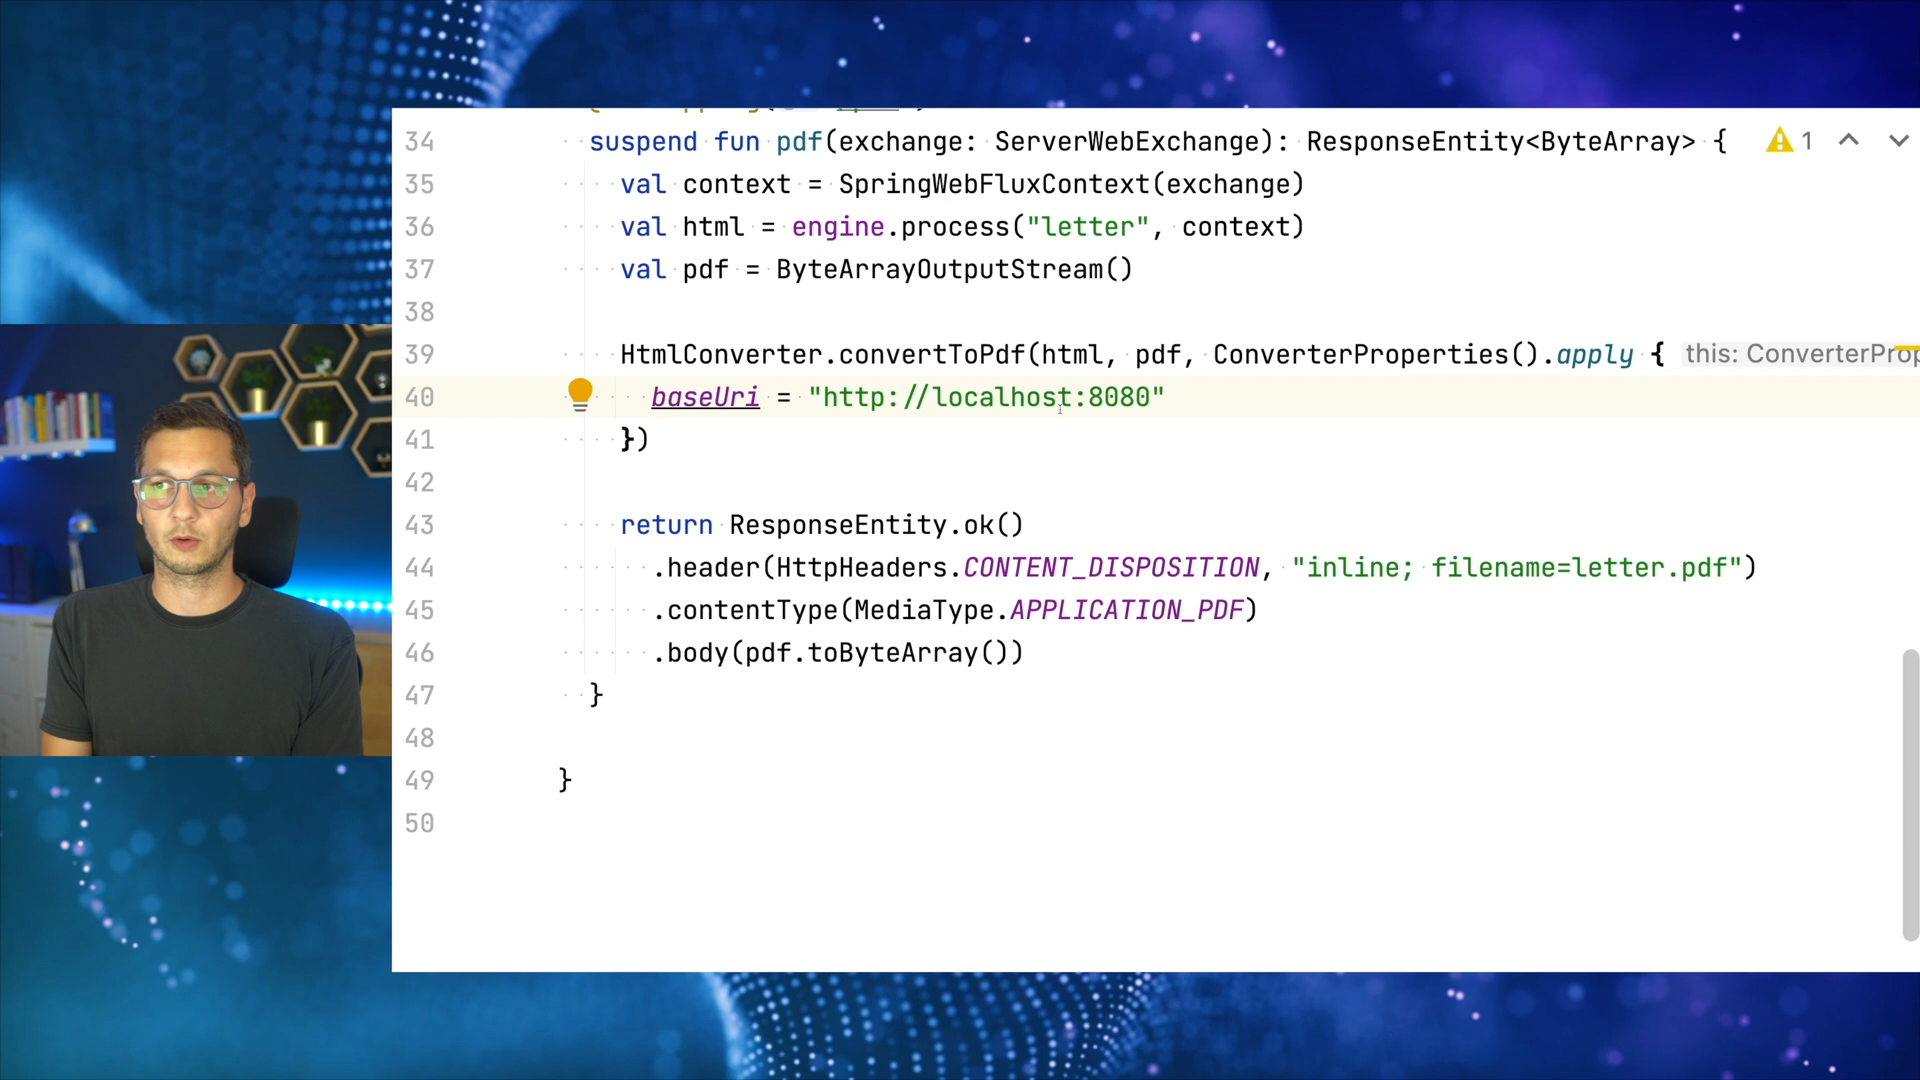 34 suspend fun pdf(exchange: ServerWebExchange): ResponseEntity<ByteArray> { 1
35 val context = SpringWebFluxContext(exchange)
36 val html = engine.process("letter", context)
37 val pdf = ByteArrayOutputStream()
38
39 HtmlConverter.convertToPdf(html, pdf, ConverterProperties().apply { this: ConverterProp
40 baseUri = "http://localhost:8080"
41 })
42
43 return ResponseEntity.ok()
44 .header(HttpHeaders.CONTENT_DISPOSITION, "inline; filename=letter.pdf")
45 .contentType(MediaType.APPLICATION_PDF)
46 .body(pdf.toByteArray())
47 }
48
49 }
50